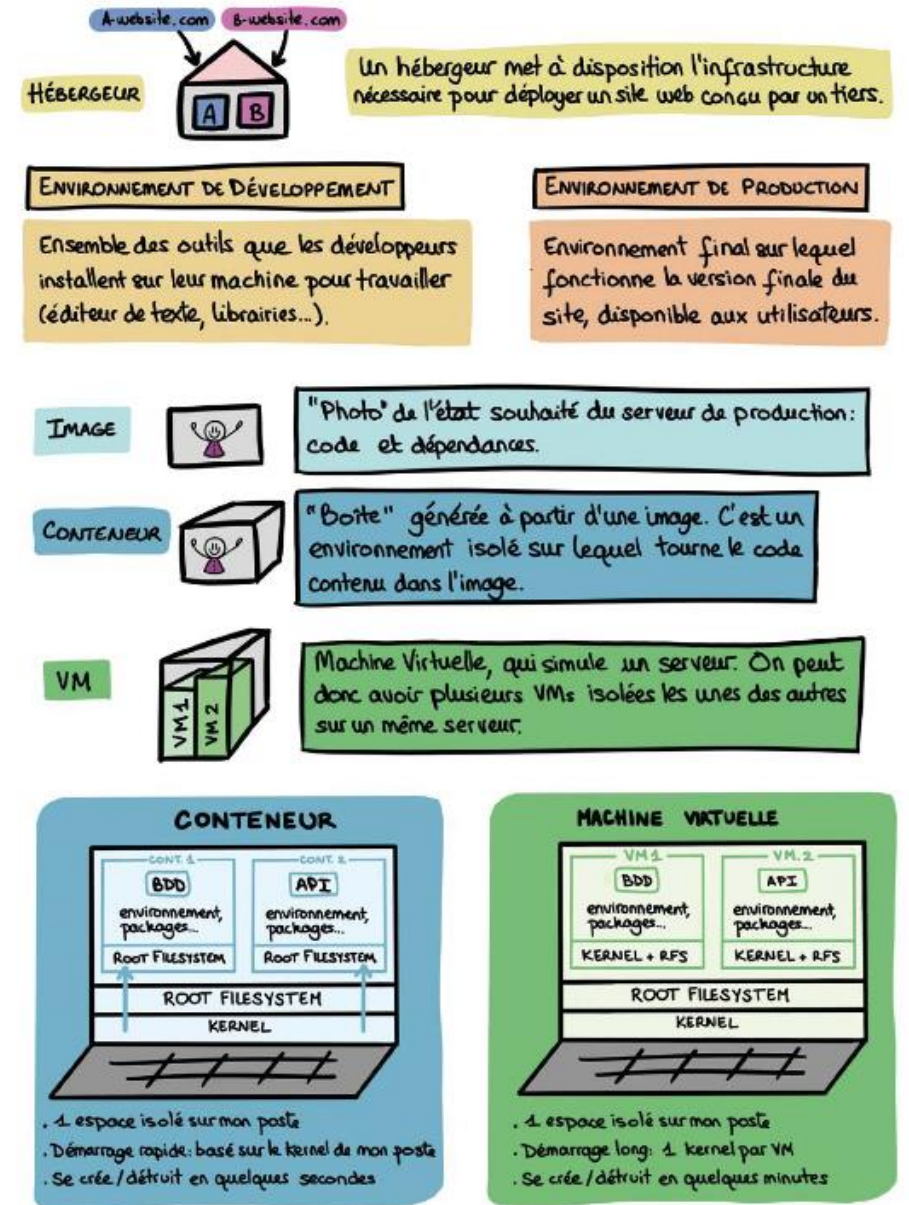 A-website.com B-website.com
HÉBERGEUR
A B
Un hébergeur met à disposition l'infrastructure
nécessaire pour déployer un site web conçu par un tiers.
ENVIRONNEMENT DE DÉVELOPPEMENT
Ensemble des outils que les développeurs
installent sur leur machine pour travailler
(éditeur de texte, librairies...).
ENVIRONNEMENT DE PRODUCTION
Environnement final sur lequel
fonctionne la version finale du
site, disponible aux utilisateurs.
IMAGE
"Photo" de l'état souhaité du serveur de production:
code et dépendances.
CONTENEUR
"Boîte" générée à partir d'une image. C'est un
environnement isolé sur lequel tourne le code
contenu dans l'image.
VM
VM1
VM2
Machine Virtuelle, qui simule un serveur. On peut
donc avoir plusieurs VMs isolées les unes des autres
sur un même serveur.
CONTENEUR
CONT. 1
BDD
environnement,
packages...
ROOT FILESYSTEM
CONT. 2
API
environnement,
packages...
ROOT FILESYSTEM
ROOT FILESYSTEM
KERNEL
. 1 espace isolé sur mon poste
. Démarrage rapide: basé sur le kernel de mon poste
. Se crée/détruit en quelques secondes
MACHINE VIRTUELLE
VM1
BDD
environnement,
packages...
KERNEL + RFS
VM.2
API
environnement,
packages...
KERNEL + RFS
ROOT FILESYSTEM
KERNEL
. 1 espace isolé sur mon poste
. Démarrage long: 1 kernel par VM
. Se crée/détruit en quelques minutes